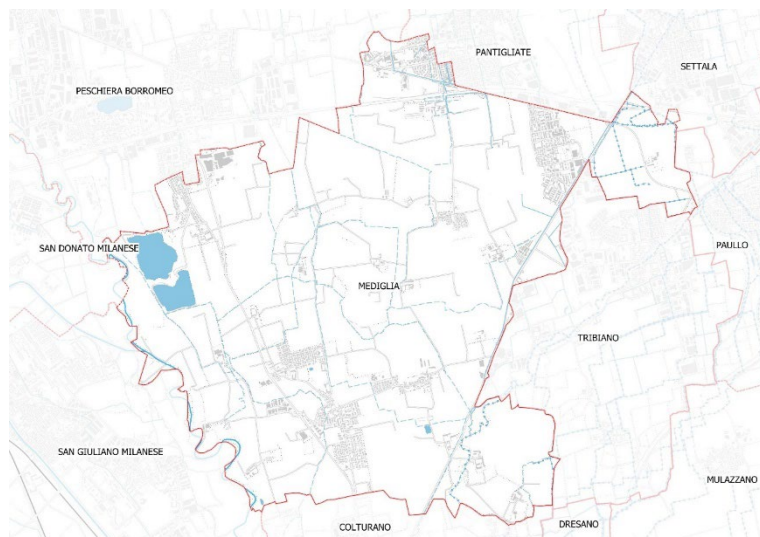 PANTIGLIATE
SETTALA
PESCHIERA BORROMEO
SAN DONATO MILANESE
PAULLO
MEDIGLIA
TRIBIANO
SAN GIULIANO MILANESE
MULAZZANO
COLTURANO
DRESANO